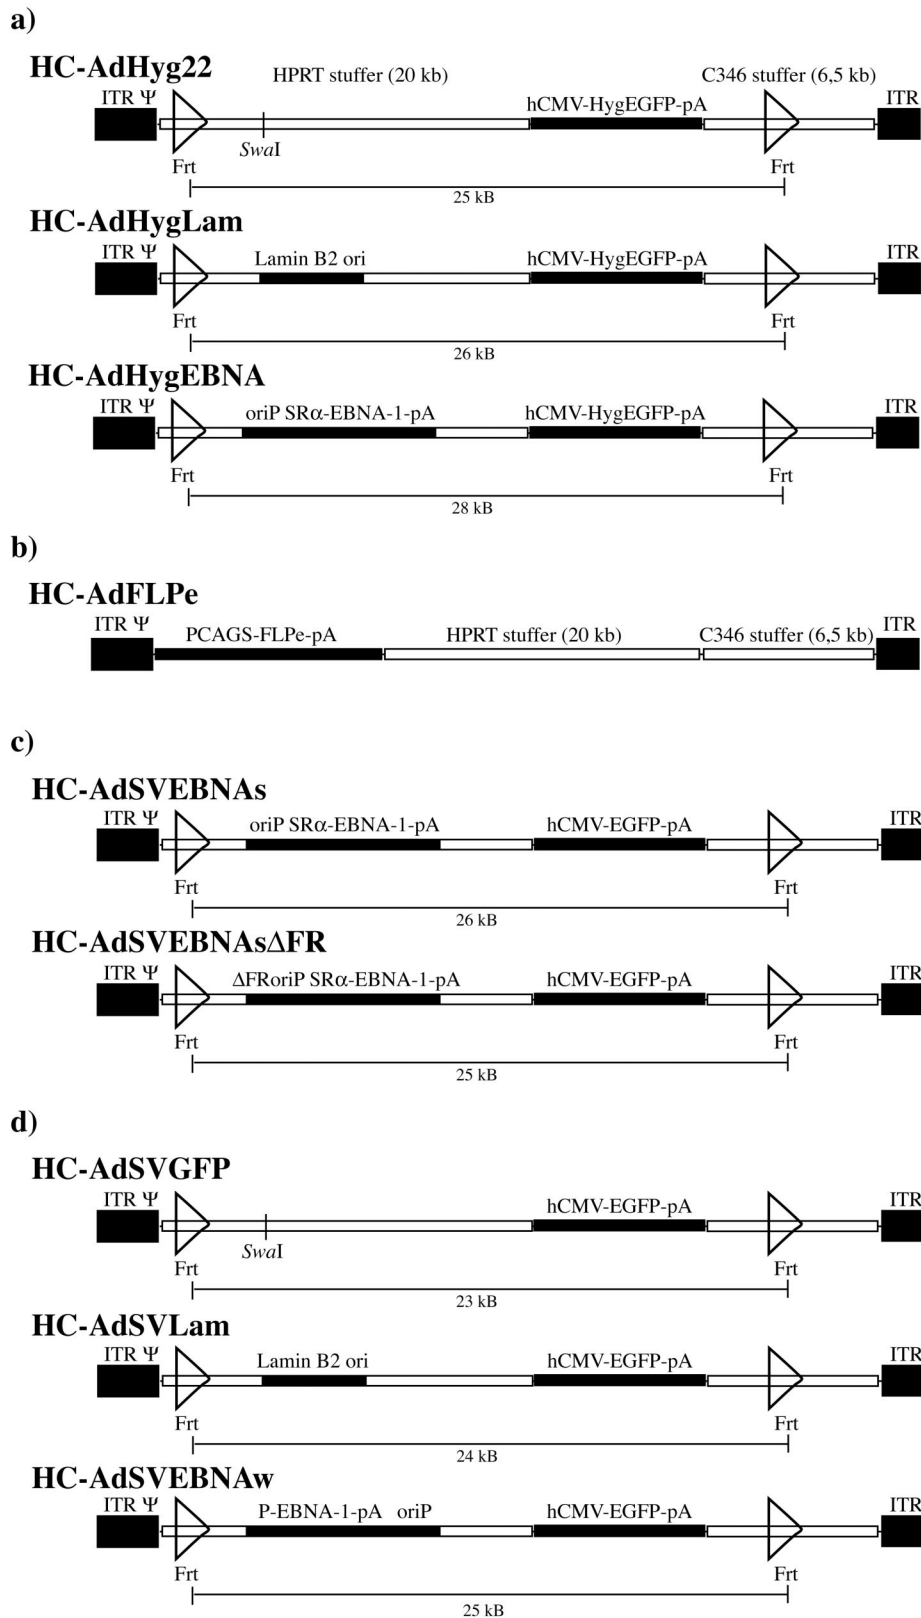 a)
HC-AdHyg22
HPRT stuffer (20 kb) C346 stuffer (6,5 kb)
ITR Ψ hCMV-HygEGFP-pA ITR
SwaI
Frt Frt
25 kB
HC-AdHygLam
ITR Ψ Lamin B2 ori hCMV-HygEGFP-pA ITR
Frt Frt
26 kB
HC-AdHygEBNA
ITR Ψ oriP SRα-EBNA-1-pA hCMV-HygEGFP-pA ITR
Frt Frt
28 kB
b)
HC-AdFLPe
ITR Ψ PCAGS-FLPe-pA HPRT stuffer (20 kb) C346 stuffer (6,5 kb) ITR
c)
HC-AdSVEBNAs
ITR Ψ oriP SRα-EBNA-1-pA hCMV-EGFP-pA ITR
Frt Frt
26 kB
HC-AdSVEBNAsΔFR
ITR Ψ ΔFRoriP SRα-EBNA-1-pA hCMV-EGFP-pA ITR
Frt Frt
25 kB
d)
HC-AdSVGFP
ITR Ψ hCMV-EGFP-pA ITR
SwaI
Frt Frt
23 kB
HC-AdSVLam
ITR Ψ Lamin B2 ori hCMV-EGFP-pA ITR
Frt Frt
24 kB
HC-AdSVEBNAw
ITR Ψ P-EBNA-1-pA oriP hCMV-EGFP-pA ITR
Frt Frt
25 kB